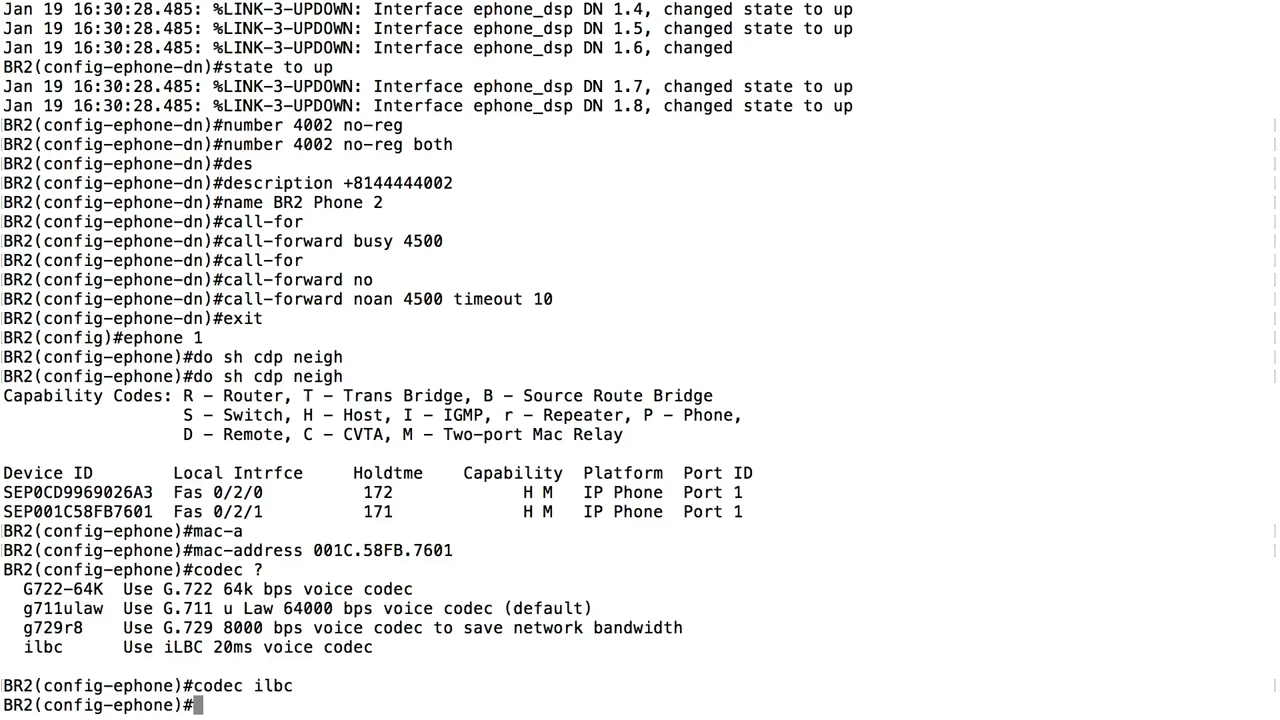 Jan 19 16:30:28.485: %LINK-3-UPDOWN: Interface ephone_dsp DN 1.4, changed state to up
Jan 19 16:30:28.485: %LINK-3-UPDOWN: Interface ephone_dsp DN 1.5, changed state to up
Jan 19 16:30:28.485: %LINK-3-UPDOWN: Interface ephone_dsp DN 1.6, changed
BR2(config-ephone-dn)#state to up
Jan 19 16:30:28.485: %LINK-3-UPDOWN: Interface ephone_dsp DN 1.7, changed state to up
Jan 19 16:30:28.485: %LINK-3-UPDOWN: Interface ephone_dsp DN 1.8, changed state to up
BR2(config-ephone-dn)#number 4002 no-reg
BR2(config-ephone-dn)#number 4002 no-reg both
BR2(config-ephone-dn)#des
BR2(config-ephone-dn)#description +8144444002
BR2(config-ephone-dn)#name BR2 Phone 2
BR2(config-ephone-dn)#call-for
BR2(config-ephone-dn)#call-forward busy 4500
BR2(config-ephone-dn)#call-for
BR2(config-ephone-dn)#call-forward no
BR2(config-ephone-dn)#call-forward noan 4500 timeout 10
BR2(config-ephone-dn)#exit
BR2(config)#ephone 1
BR2(config-ephone)#do sh cdp neigh
BR2(config-ephone)#do sh cdp neigh
Capability Codes: R - Router, T - Trans Bridge, B - Source Route Bridge
                  S - Switch, H - Host, I - IGMP, r - Repeater, P - Phone,
                  D - Remote, C - CVTA, M - Two-port Mac Relay

Device ID        Local Intrfce     Holdtme    Capability  Platform  Port ID
SEP0CD9969026A3  Fas 0/2/0          172             H M   IP Phone  Port 1
SEP001C58FB7601  Fas 0/2/1          171             H M   IP Phone  Port 1
BR2(config-ephone)#mac-a
BR2(config-ephone)#mac-address 001C.58FB.7601
BR2(config-ephone)#codec ?
  G722-64K  Use G.722 64k bps voice codec
  g711ulaw  Use G.711 u Law 64000 bps voice codec (default)
  g729r8    Use G.729 8000 bps voice codec to save network bandwidth
  ilbc      Use iLBC 20ms voice codec

BR2(config-ephone)#codec ilbc
BR2(config-ephone)#